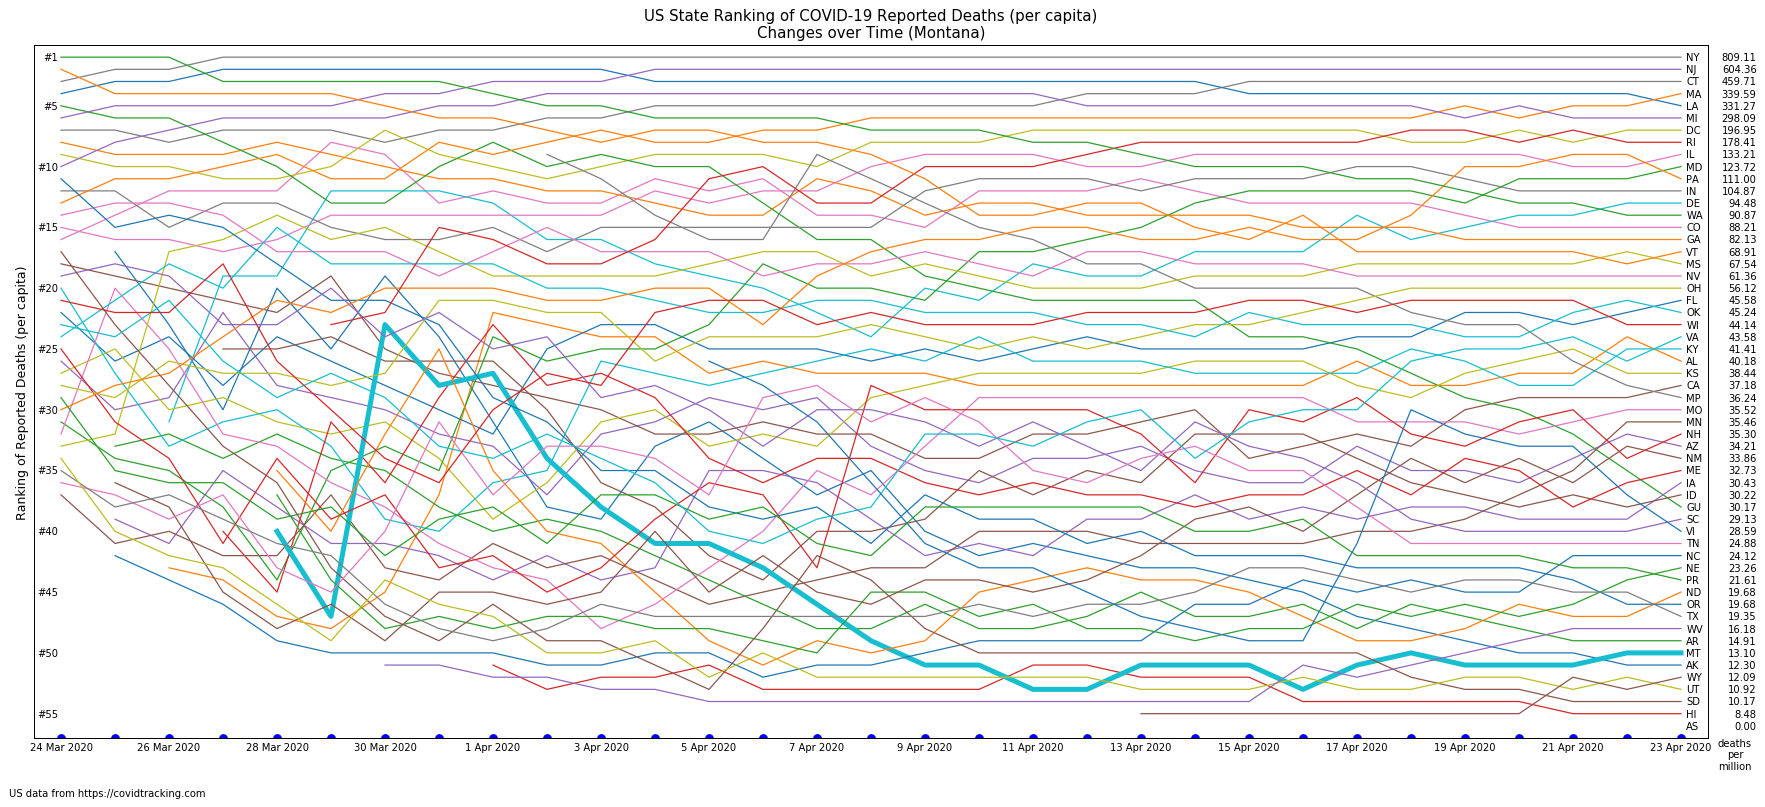 US State Ranking of COVID-19 Reported Deaths (per capita)
Changes over Time (Montana)
Ranking of Reported Deaths (per capita)
#1
#5
#10
#15
#20
#25
#30
#35
#40
#45
#50
#55
NY 809.11
NJ 604.36
CT 459.71
MA 339.59
LA 331.27
MI 298.09
DC 196.95
RI 178.41
IL 133.21
MD 123.72
PA 111.00
IN 104.87
DE 94.48
WA 90.87
CO 88.21
GA 82.13
VT 68.91
MS 67.54
NV 61.36
OH 56.12
FL 45.58
OK 45.24
WI 44.14
VA 43.58
KY 41.41
AL 40.18
KS 38.44
CA 37.18
MP 36.24
MO 35.52
MN 35.46
NH 35.30
AZ 34.21
NM 33.86
ME 32.73
IA 30.43
ID 30.22
GU 30.17
SC 29.13
VI 28.59
TN 24.88
NC 24.12
NE 23.26
PR 21.61
ND 19.68
OR 19.68
TX 19.35
WV 16.18
AR 14.91
MT 13.10
AK 12.30
WY 12.09
UT 10.92
SD 10.17
HI 8.48
AS 0.00
24 Mar 2020
26 Mar 2020
28 Mar 2020
30 Mar 2020
1 Apr 2020
3 Apr 2020
5 Apr 2020
7 Apr 2020
9 Apr 2020
11 Apr 2020
13 Apr 2020
15 Apr 2020
17 Apr 2020
19 Apr 2020
21 Apr 2020
23 Apr 2020
deaths
per
million
US data from https://covidtracking.com